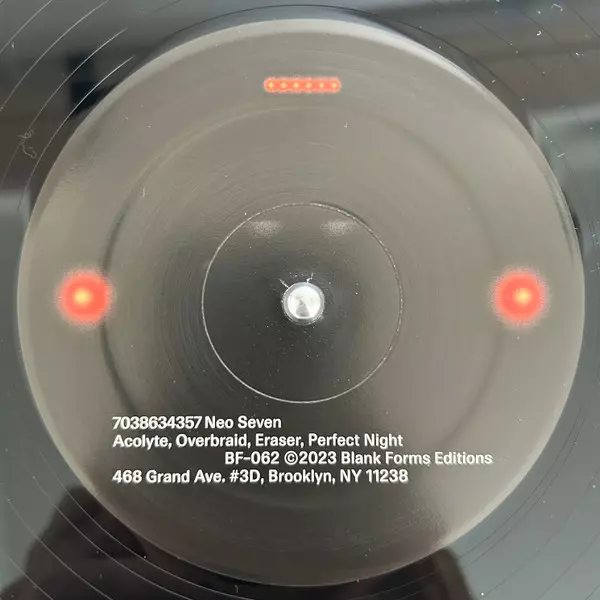 7038634357 Neo Seven
Acolyte, Overbraid, Eraser, Perfect Night
BF–062 ©2023 Blank Forms Editions
468 Grand Ave. #3D, Brooklyn, NY 11238